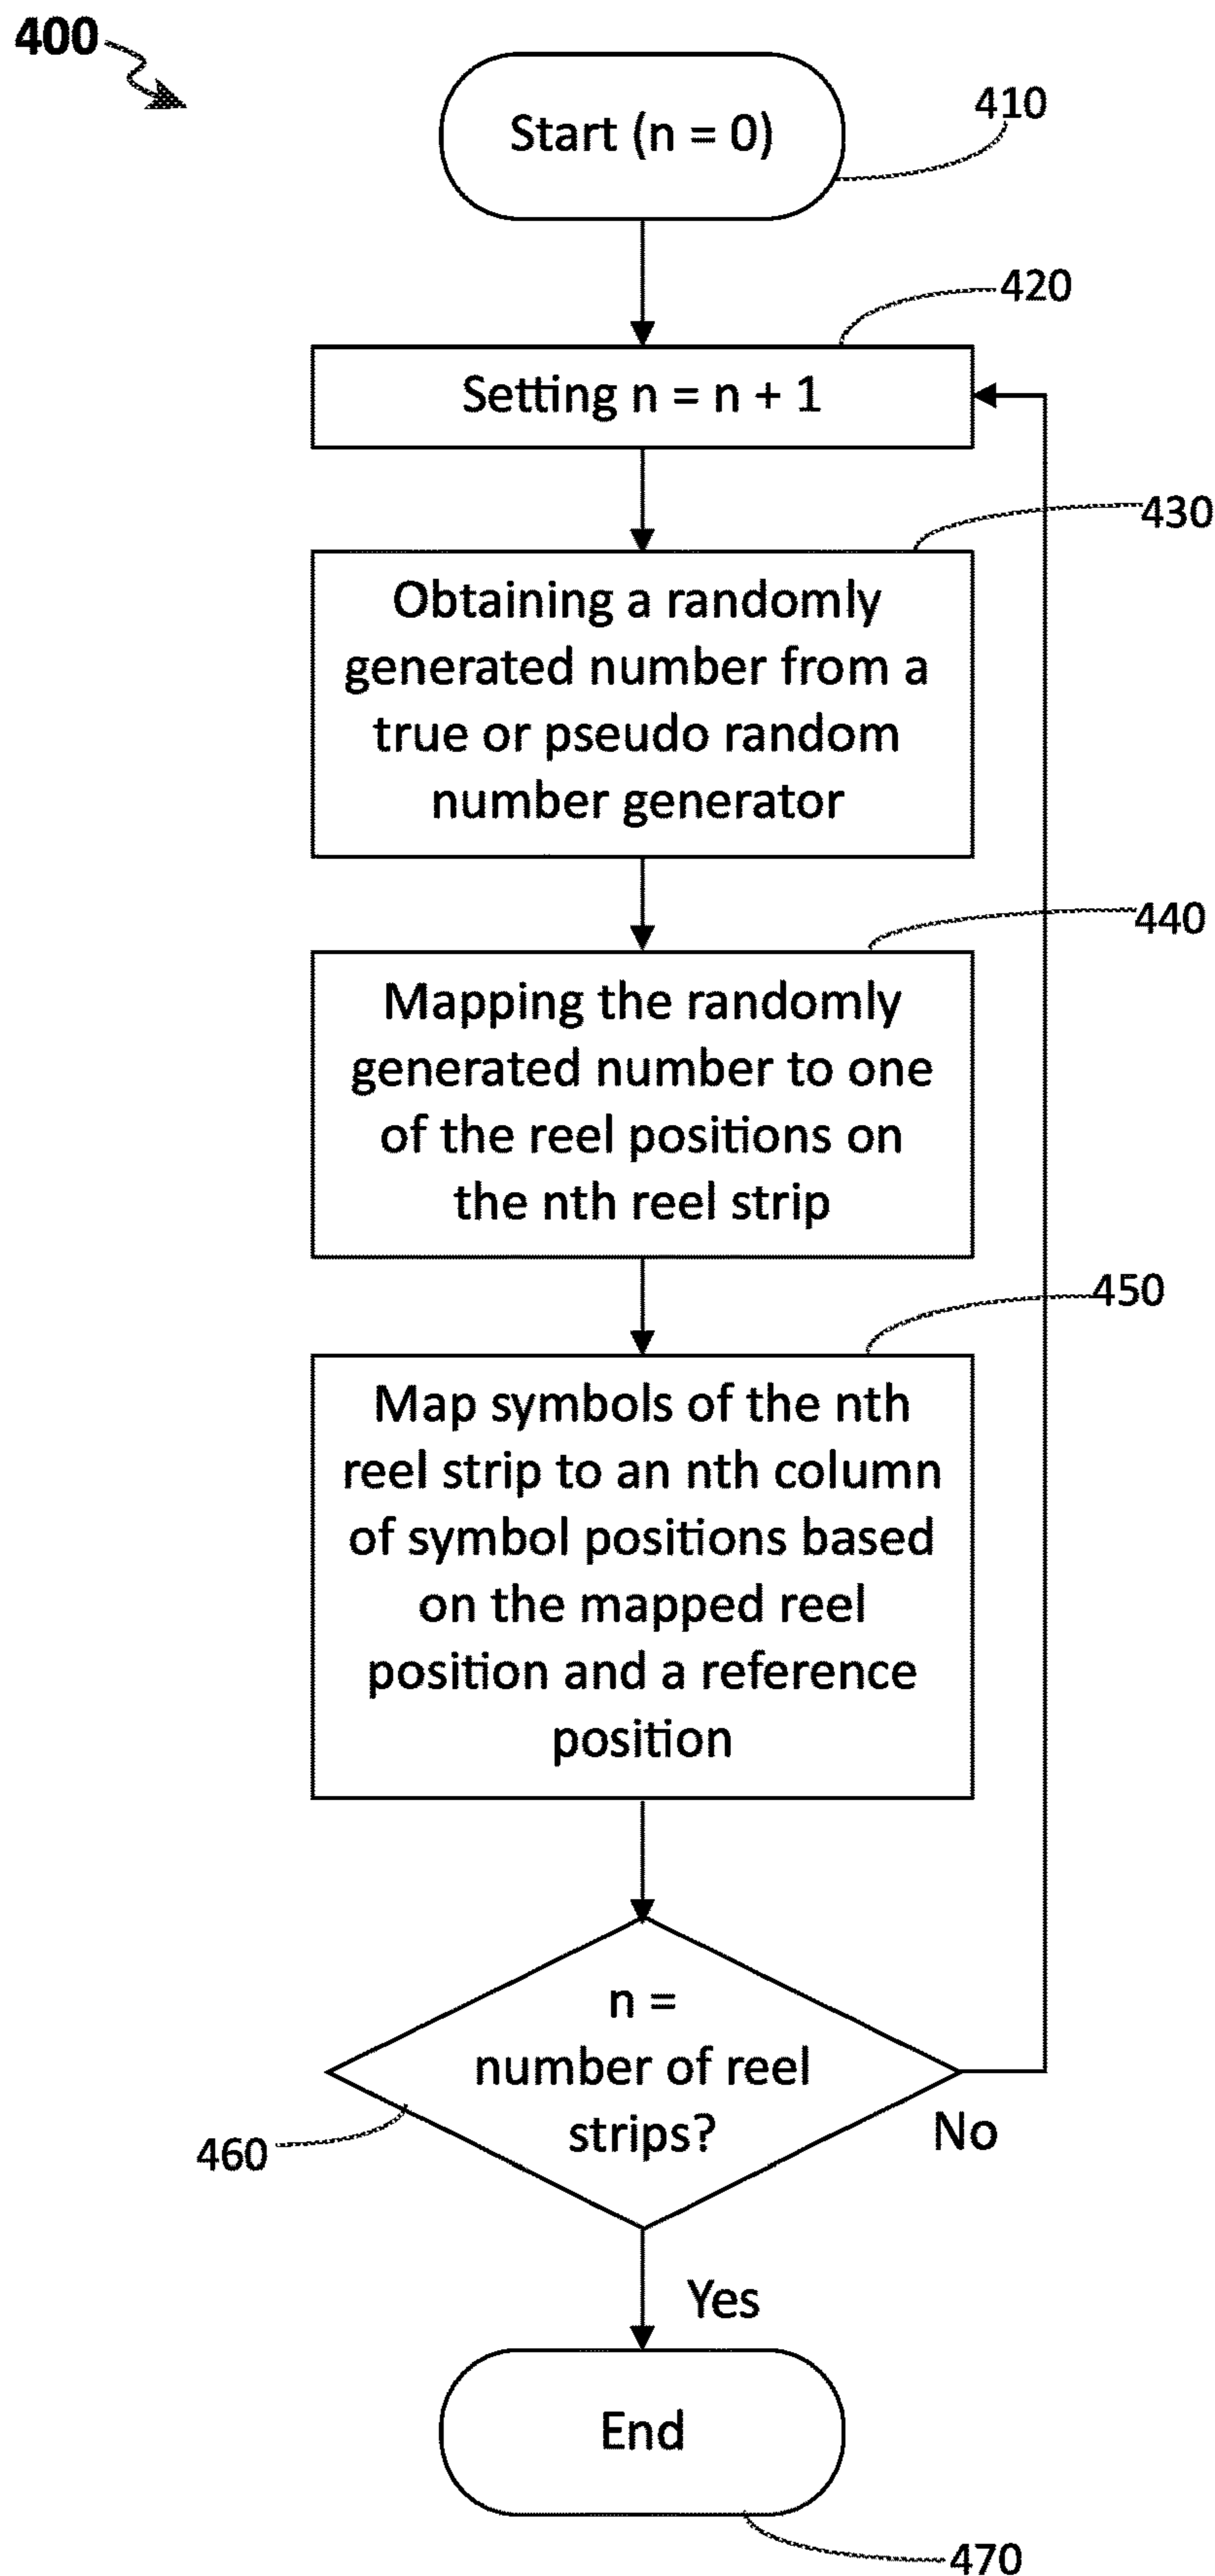 400
Start (n = 0)
410
420
Setting n = n + 1
430
Obtaining a randomly
generated number from a
true or pseudo random
number generator
440
Mapping the randomly
generated number to one
of the reel positions on
the nth reel strip
450
Map symbols of the nth
reel strip to an nth column
of symbol positions based
on the mapped reel
position and a reference
position
n =
number of reel
strips?
460
No
Yes
End
470